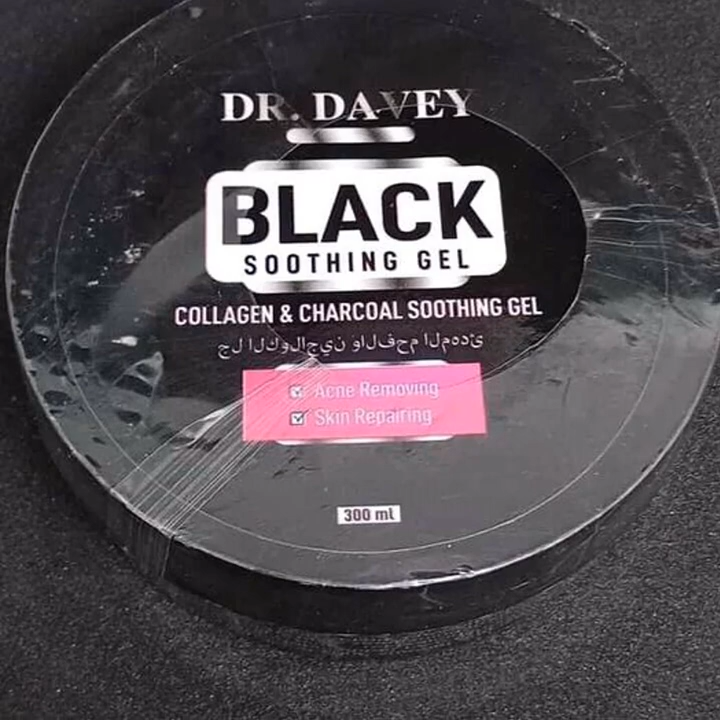 DR. DAVEY
BLACK
SOOTHING GEL
COLLAGEN & CHARCOAL SOOTHING GEL
جل الكولاجين والفحم المهدئ
Acne Removing
Skin Repairing
300 ml